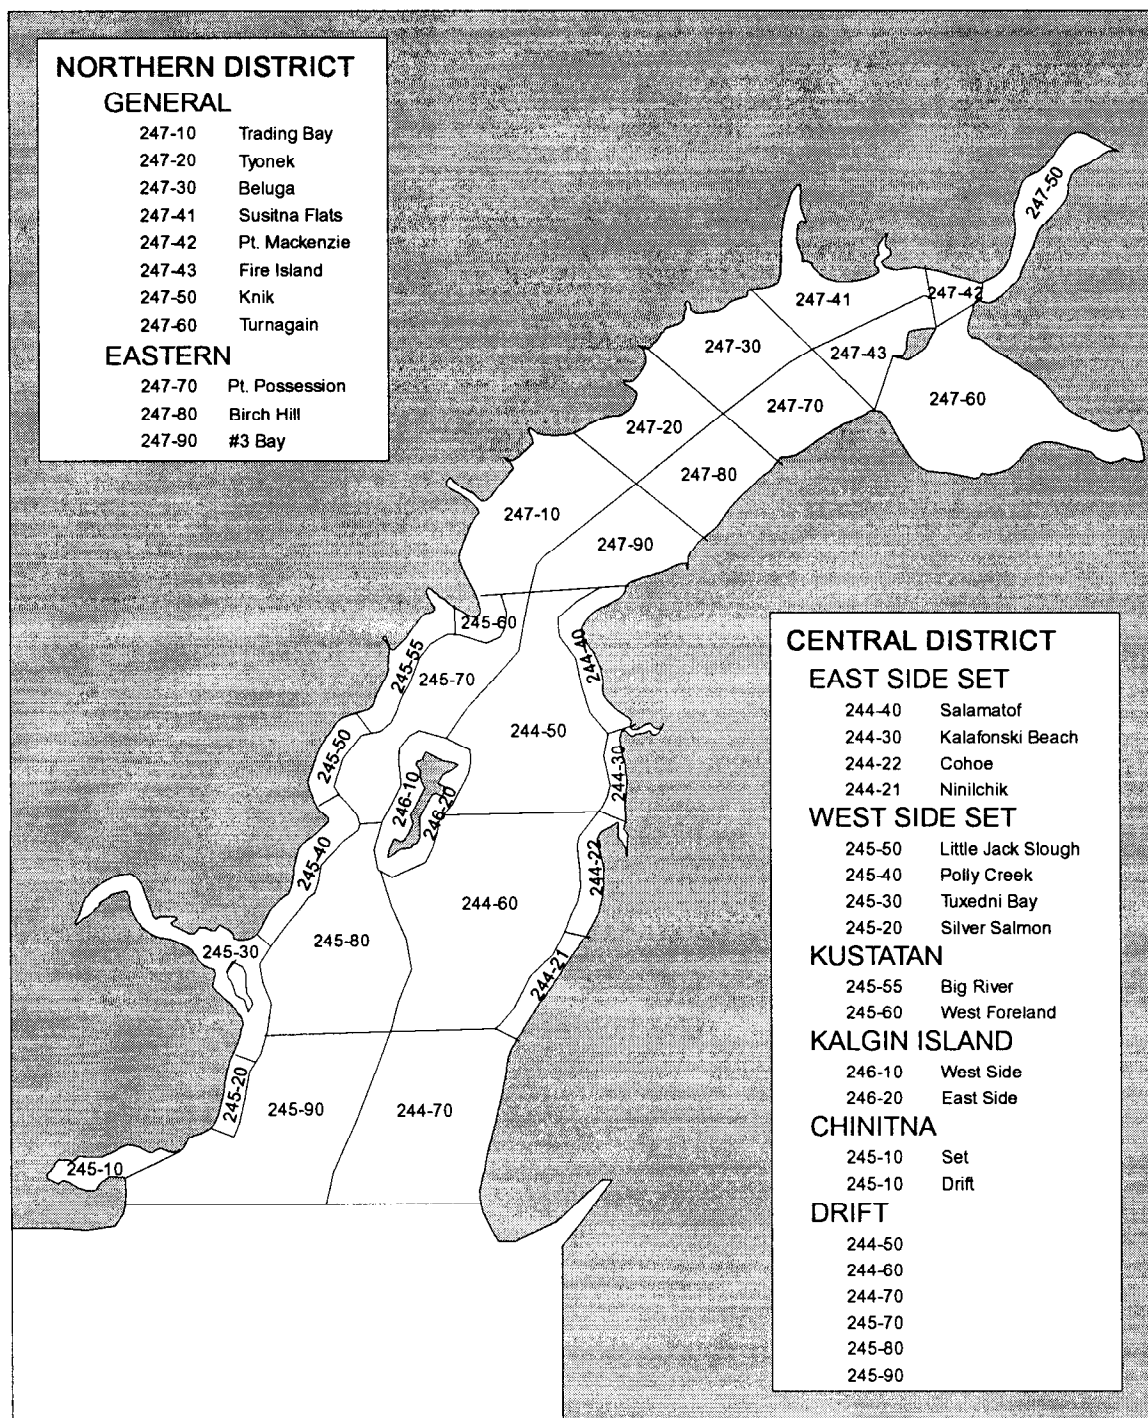 NORTHERN DISTRICT
GENERAL
247-10 Trading Bay
247-20 Tyonek
247-30 Beluga
247-41 Susitna Flats
247-42 Pt. Mackenzie
247-43 Fire Island
247-50 Knik
247-60 Turnagain
EASTERN
247-70 Pt. Possession
247-80 Birch Hill
247-90 #3 Bay
247-50
247-41
247-42
247-30
247-43
247-60
247-70
247-20
247-80
247-10
247-90
245-60
244-40
245-55
245-70
244-50
245-50
244-30
246-10
246-20
245-40
244-22
244-60
245-80
245-30
244-21
245-20
245-90
244-70
245-10
CENTRAL DISTRICT
EAST SIDE SET
244-40 Salamatof
244-30 Kalafonski Beach
244-22 Cohoe
244-21 Ninilchik
WEST SIDE SET
245-50 Little Jack Slough
245-40 Polly Creek
245-30 Tuxedni Bay
245-20 Silver Salmon
KUSTATAN
245-55 Big River
245-60 West Foreland
KALGIN ISLAND
246-10 West Side
246-20 East Side
CHINITNA
245-10 Set
245-10 Drift
DRIFT
244-50
244-60
244-70
245-70
245-80
245-90